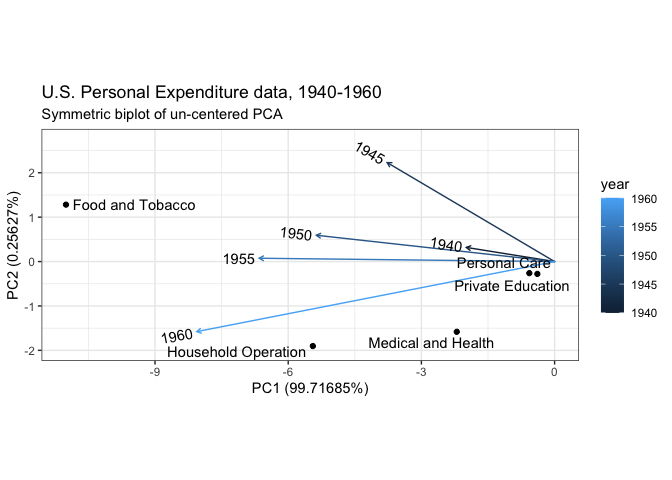 U.S. Personal Expenditure data, 1940-1960
Symmetric biplot of un-centered PCA
PC2 (0.25627%)
2
1
0
-1
-2
1945
Food and Tobacco
1950
1940
1955
Personal Care
Private Education
1960
Medical and Health
Household Operation
-9
-6
-3
0
PC1 (99.71685%)
year
1960
1955
1950
1945
1940